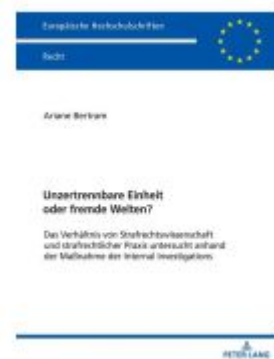 Europäische Hochschulschriften
Recht
Ariane Bertram
Unzertrennbare Einheit
oder fremde Welten?
Das Verhältnis von Strafrechtswissenschaft
und strafrechtlicher Praxis untersucht anhand
der Maßnahme der Internal Investigations
PETER LANG